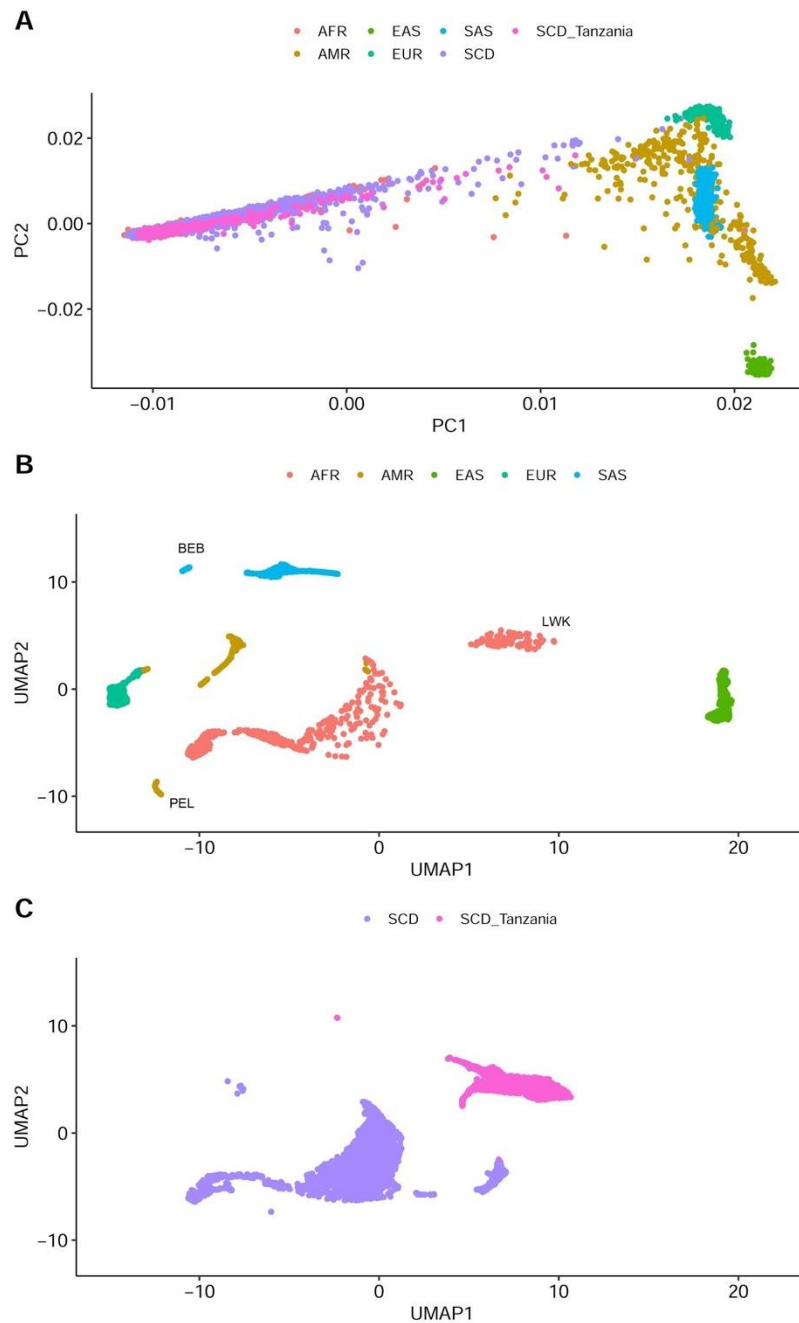 A
AFR EAS SAS SCD_Tanzania
AMR EUR SCD
0.02
0.00
−0.02
PC2
−0.01 0.00 0.01 0.02
PC1
B
AFR AMR EAS EUR SAS
BEB
10
LWK
UMAP2
0
−10
PEL
−10 0 10 20
UMAP1
C
SCD SCD_Tanzania
10
UMAP2
0
−10
−10 0 10 20
UMAP1